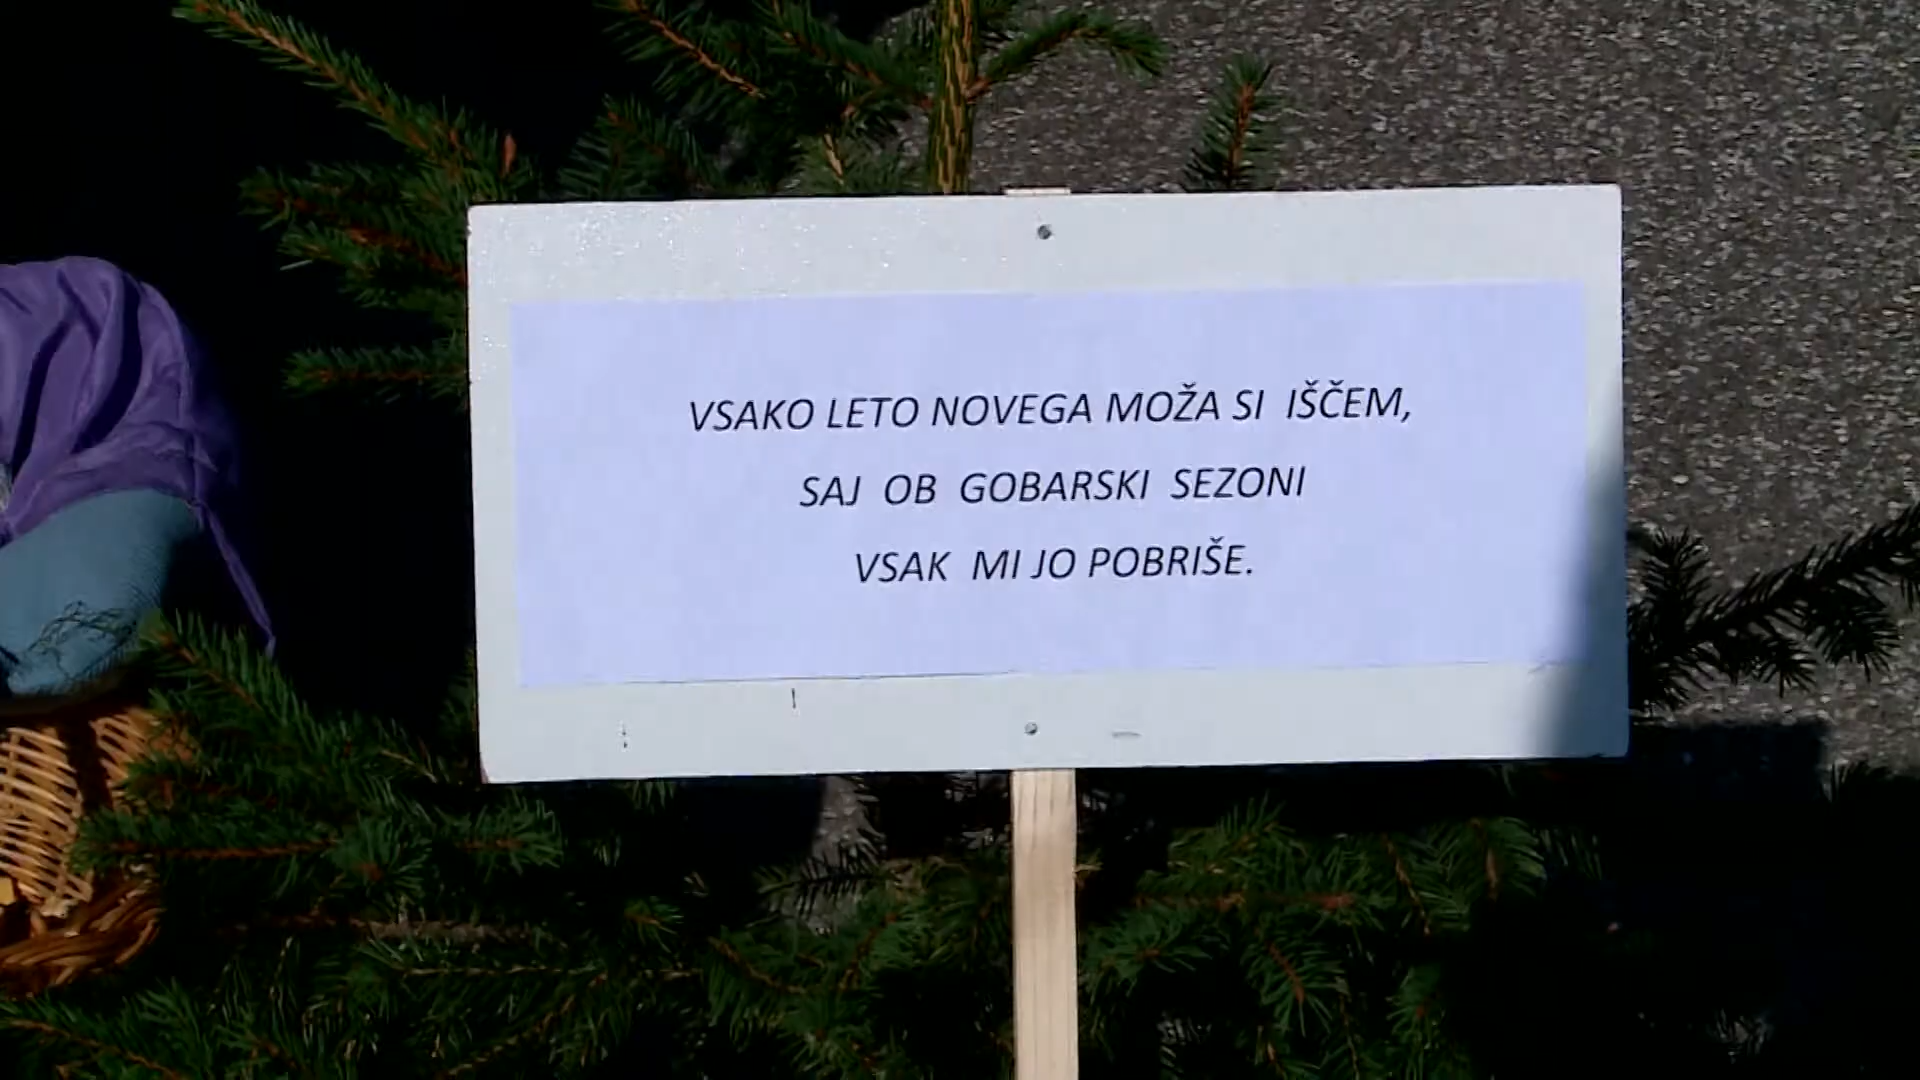 VSAKO LETO NOVEGA MOŽA SI IŠČEM,
SAJ OB GOBARSKI SEZONI
VSAK MI JO POBRIŠE.